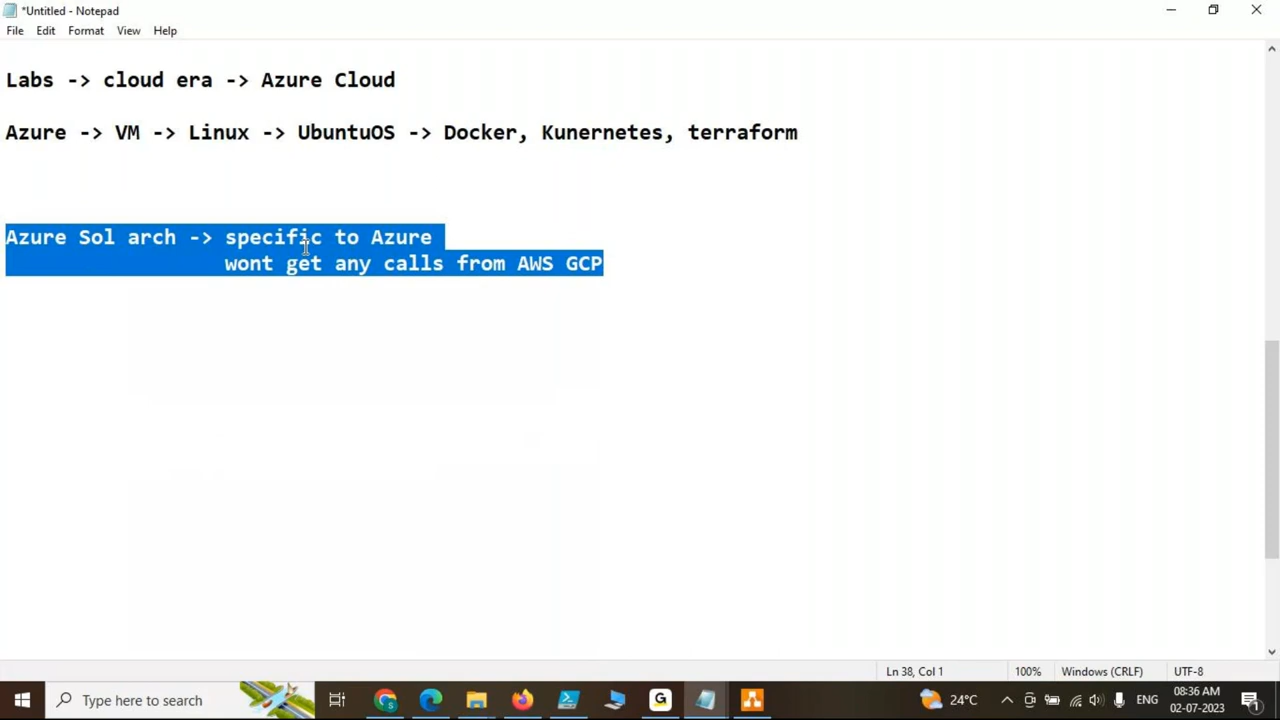 *Untitled - Notepad
File Edit Format View Help
Labs -> cloud era -> Azure Cloud
Azure -> VM -> Linux -> UbuntuOS -> Docker, Kunernetes, terraform
Azure Sol arch -> specific to Azure
wont get any calls from AWS GCP
Ln 38, Col 1 100% Windows (CRLF) UTF-8
Type here to search 24°C ENG 08:36 AM
02-07-2023